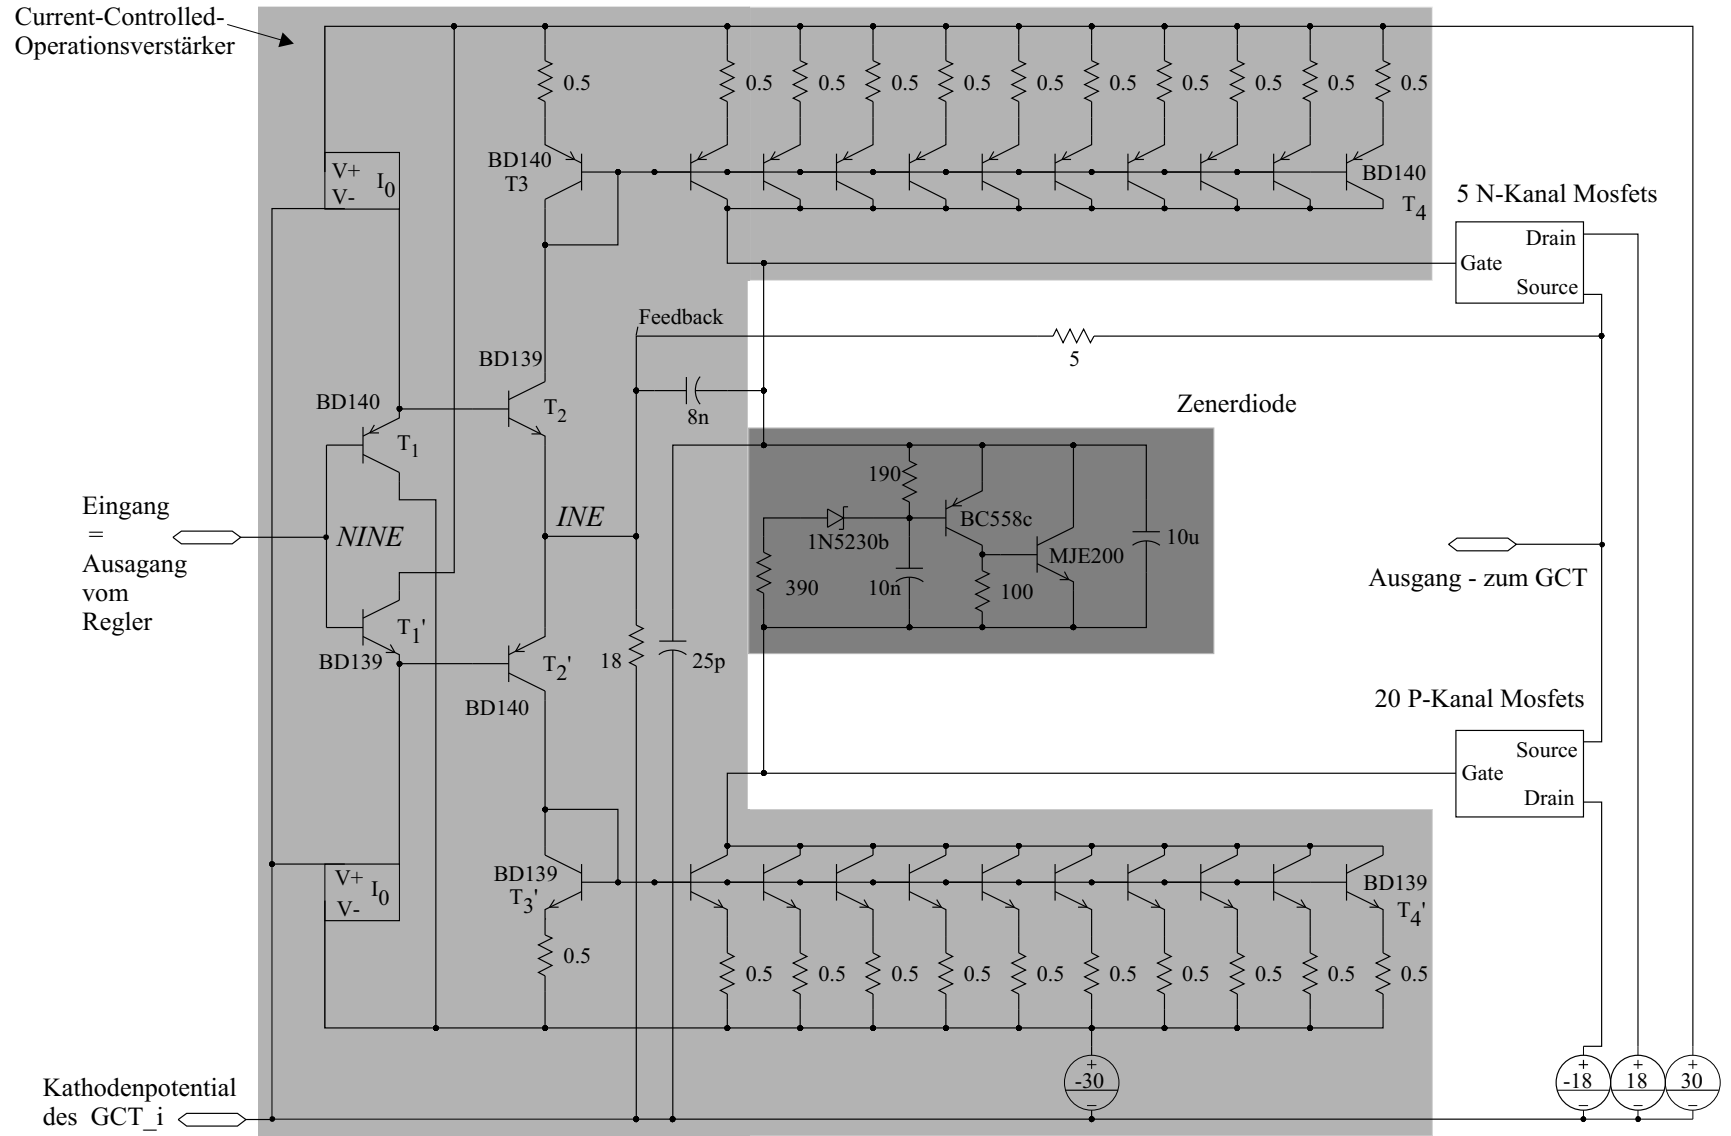 Current-Controlled-
Operationsverstärker
0.5
0.5
0.5
0.5
0.5
0.5
0.5
0.5
0.5
0.5
0.5
BD140
T3
V+
V-
I0
BD140
T4
5 N-Kanal Mosfets
Drain
Gate
Source
Feedback
5
BD139
T2
8n
BD140
T1
Zenerdiode
190
BC558c
1N5230b
10u
MJE200
390
10n
100
Eingang
=
Ausagang
vom
Regler
NINE
INE
Ausgang - zum GCT
T1'
BD139
T2'
18
25p
BD140
20 P-Kanal Mosfets
Source
Gate
Drain
V+
V-
I0
BD139
T3'
BD139
T4'
0.5
0.5
0.5
0.5
0.5
0.5
0.5
0.5
0.5
0.5
0.5
Kathodenpotential
des GCT_i
+
-30
−
+
-18
−
+
18
−
+
30
−